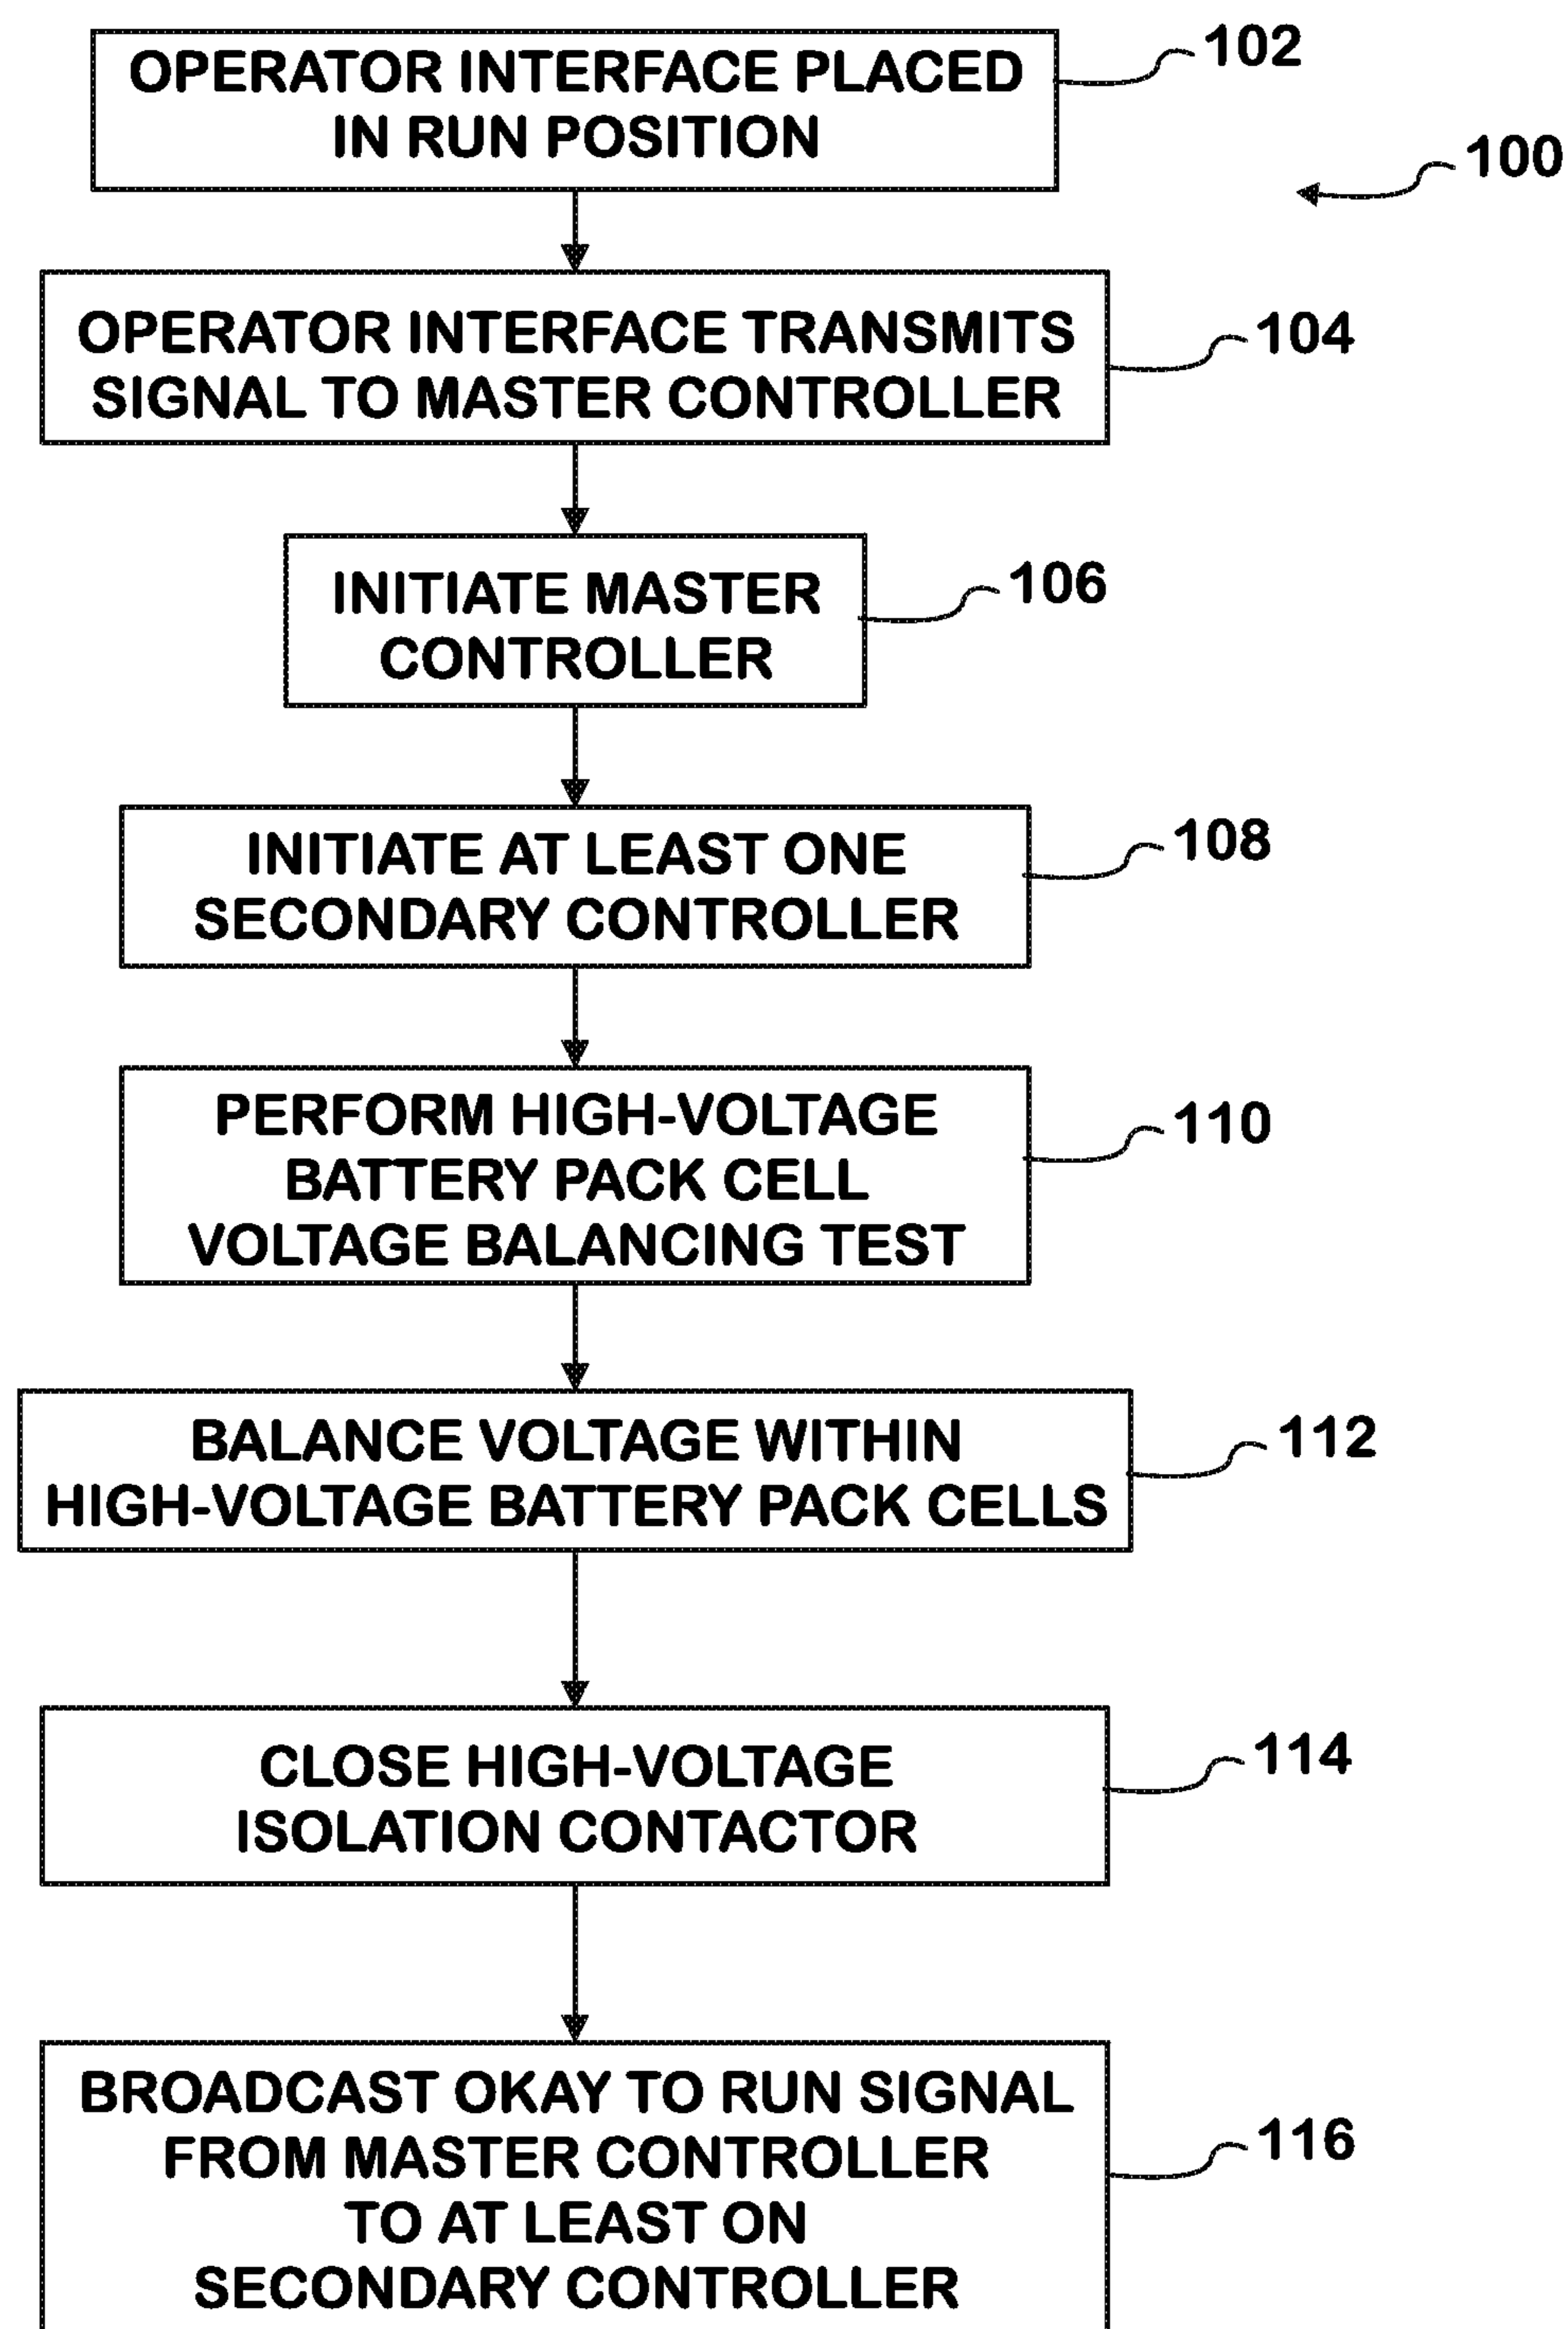 OPERATOR INTERFACE PLACED
IN RUN POSITION
102
100
OPERATOR INTERFACE TRANSMITS
SIGNAL TO MASTER CONTROLLER
104
INITIATE MASTER
CONTROLLER
106
INITIATE AT LEAST ONE
SECONDARY CONTROLLER
108
PERFORM HIGH-VOLTAGE
BATTERY PACK CELL
VOLTAGE BALANCING TEST
110
BALANCE VOLTAGE WITHIN
HIGH-VOLTAGE BATTERY PACK CELLS
112
CLOSE HIGH-VOLTAGE
ISOLATION CONTACTOR
114
BROADCAST OKAY TO RUN SIGNAL
FROM MASTER CONTROLLER
TO AT LEAST ON
SECONDARY CONTROLLER
116